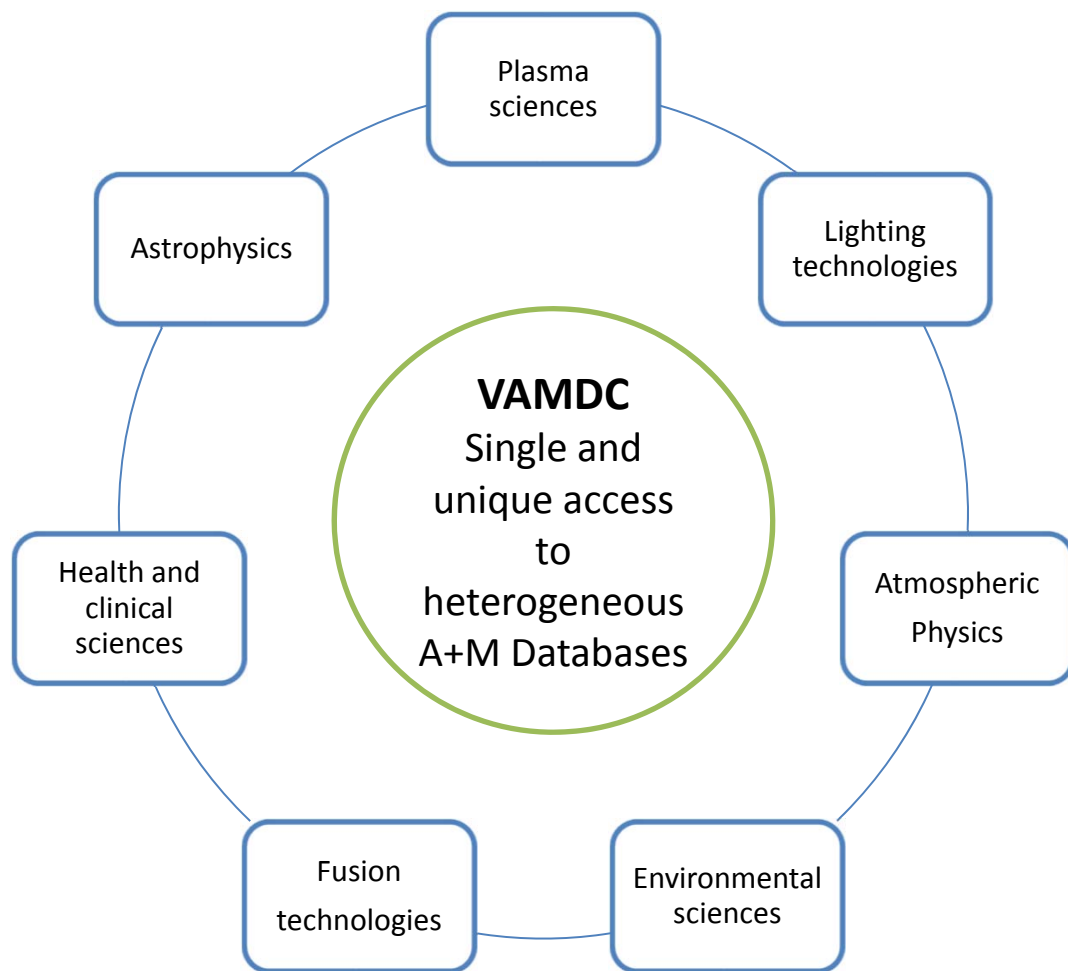 Plasma
sciences
Astrophysics
Lighting
technologies
VAMDC
Single and
unique access
to
heterogeneous
A+M Databases
Health and
clinical
sciences
Atmospheric
Physics
Fusion
technologies
Environmental
sciences